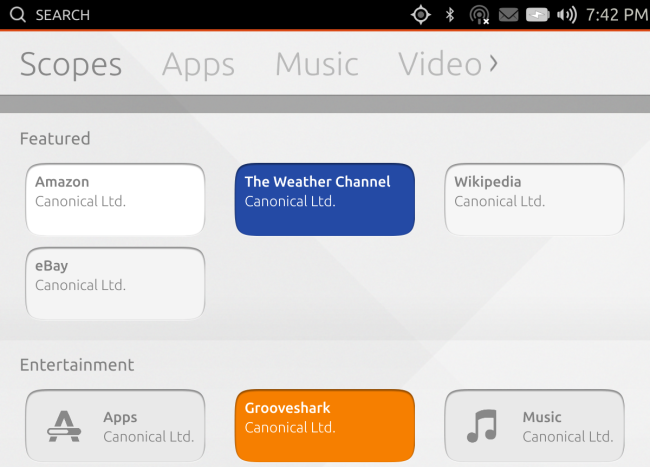 SEARCH 7:42 PM
Scopes Apps Music Video
Featured
Amazon
Canonical Ltd.
The Weather Channel
Canonical Ltd.
Wikipedia
Canonical Ltd.
eBay
Canonical Ltd.
Entertainment
Apps
Canonical Ltd.
Grooveshark
Canonical Ltd.
Music
Canonical Ltd.